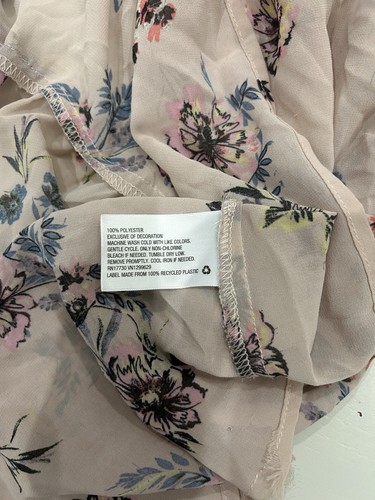 100% POLYESTER
EXCLUSIVE OF DECORATION
MACHINE WASH COLD WITH LIKE COLORS.
GENTLE CYCLE. ONLY NON-CHLORINE
BLEACH IF NEEDED. TUMBLE DRY LOW.
REMOVE PROMPTLY. COOL IRON IF NEEDED.
RN17730 VN1299629
LABEL MADE FROM 100% RECYCLED PLASTIC